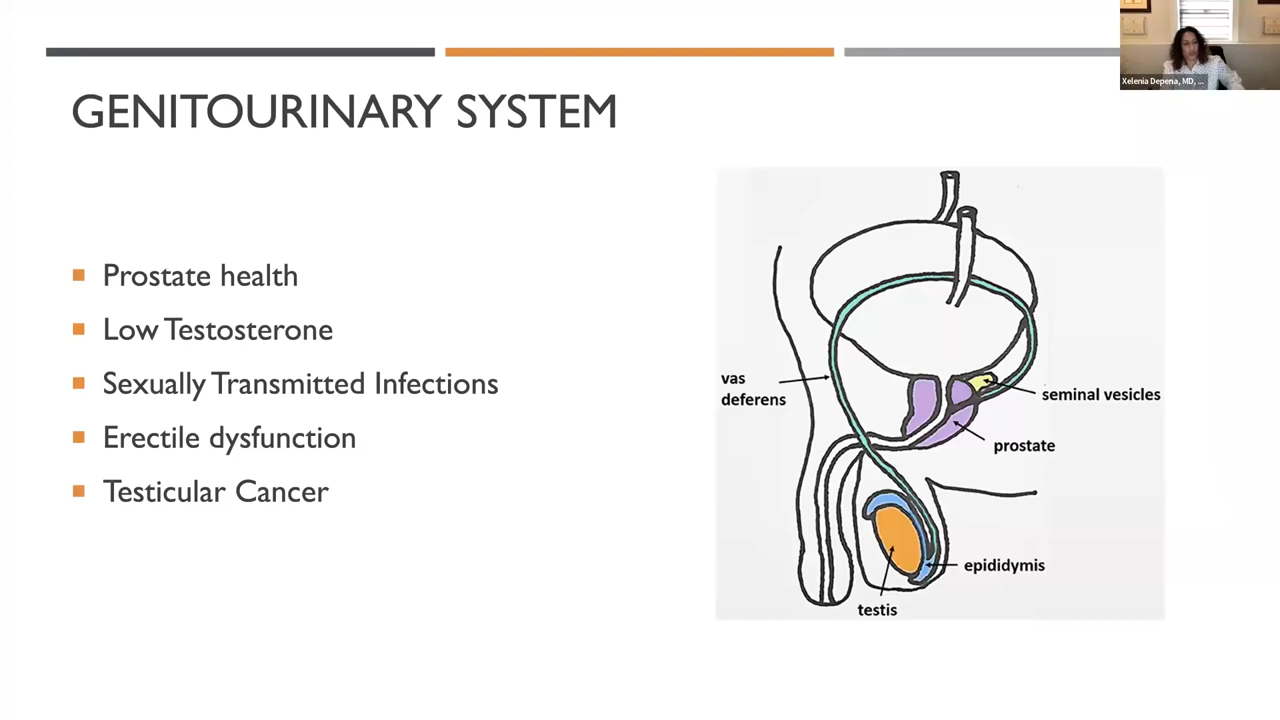 Xelenia Depena, MD, ...
GENITOURINARY SYSTEM
Prostate health
Low Testosterone
Sexually Transmitted Infections
Erectile dysfunction
Testicular Cancer
vas
deferens
seminal vesicles
prostate
epididymis
testis